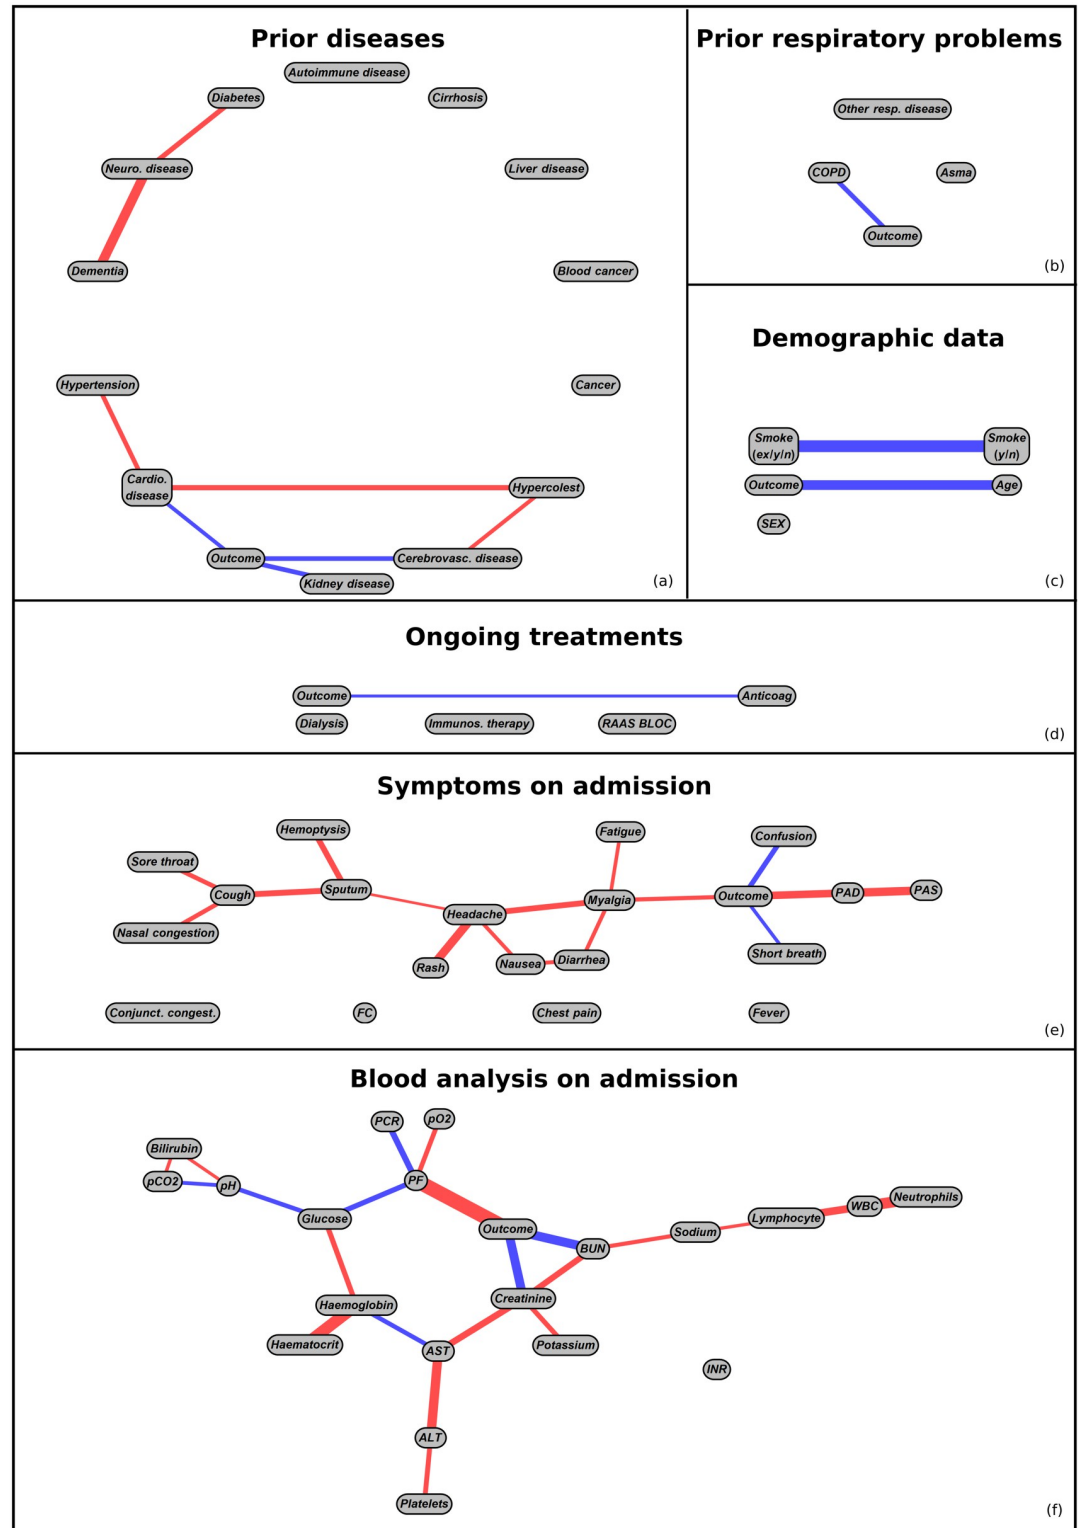 Prior diseases
Autoimmune disease
Diabetes
Cirrhosis
Neuro. disease
Liver disease
Dementia
Blood cancer
Hypertension
Cancer
Cardio.
disease
Hypercolest
Outcome
Cerebrovasc. disease
Kidney disease
(a)
Prior respiratory problems
Other resp. disease
COPD
Asma
Outcome
(b)
Demographic data
Smoke
(ex/y/n)
Smoke
(y/n)
Outcome
Age
SEX
(c)
Ongoing treatments
Outcome
Anticoag
Dialysis
Immunos. therapy
RAAS BLOC
(d)
Symptoms on admission
Hemoptysis
Fatigue
Confusion
Sore throat
Cough
Sputum
Headache
Myalgia
Outcome
PAD
PAS
Nasal congestion
Rash
Nausea
Diarrhea
Short breath
Conjunct. congest.
FC
Chest pain
Fever
(e)
Blood analysis on admission
PCR
pO2
Bilirubin
pCO2
pH
PF
Glucose
Outcome
BUN
Sodium
Lymphocyte
WBC
Neutrophils
Haemoglobin
Creatinine
Haematocrit
AST
Potassium
INR
ALT
Platelets
(f)